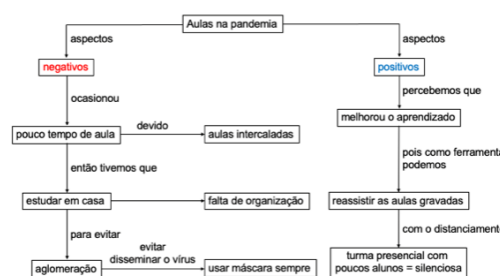 Aulas na pandemia
aspectos
aspectos
negativos
positivos
ocasionou
percebemos que
pouco tempo de aula
devido
aulas intercaladas
melhorou o aprendizado
então tivemos que
pois como ferramenta
podemos
estudar em casa
falta de organização
reassistir as aulas gravadas
para evitar
evitar
disseminar o vírus
com o distanciamento
aglomeração
usar máscara sempre
turma presencial com
poucos alunos = silenciosa